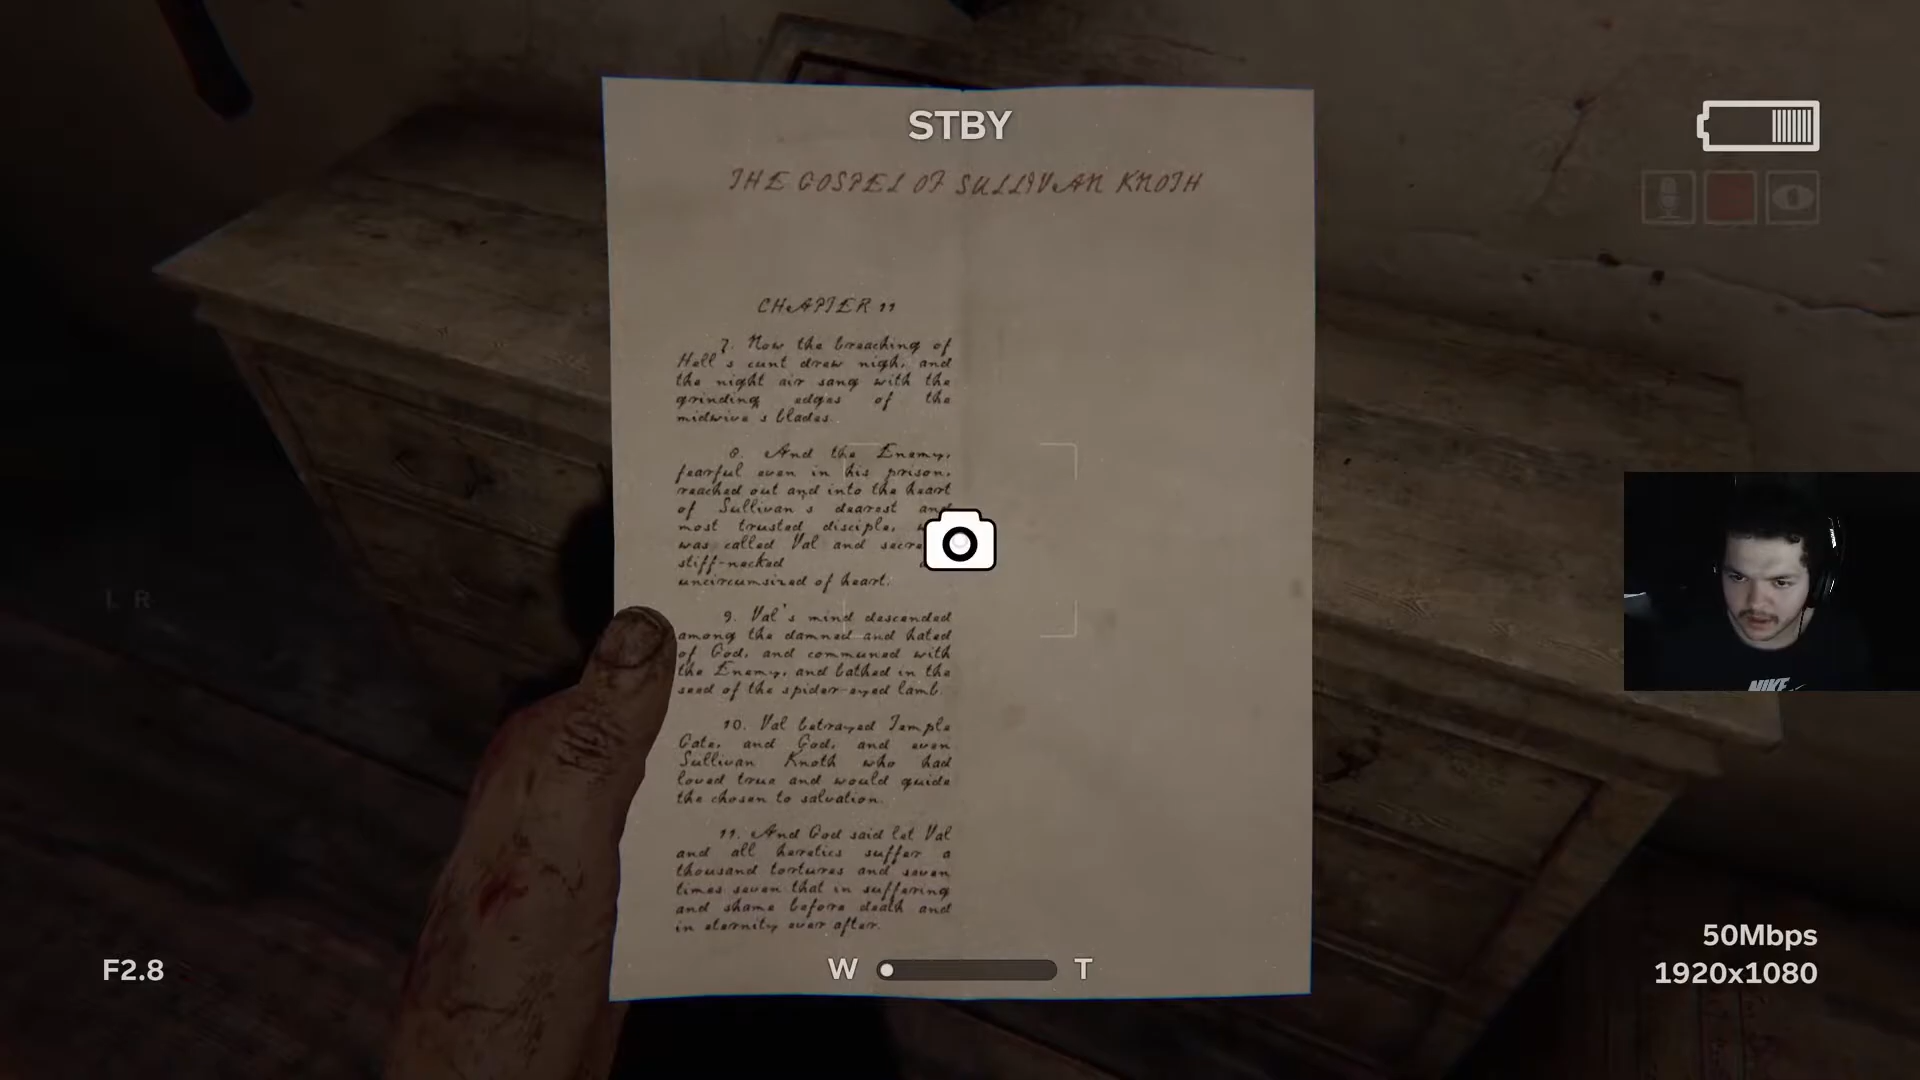 STBY
THE GOSPEL OF SULLIVAN KNOTH
CHAPTER 11
7. Now the breaching of
Hell's cunt drew nigh, and
the night air sang with the
grinding edges of the
midwive's blades.
8. And the Enemy,
fearful even in his prison,
reached out and into the heart
of Sullivan's dearest and
most trusted disciple,
was called Val and
stiff-necked
uncircumsized of heart.
9. Val's mind descended
among the damned and hated
of God, and communed with
the Enemy, and bathed in the
seed of the spider-eyed lamb.
10. Val betrayed Temple
Gate, and God, and even
Sullivan Knoth who had
loved true and would guide
the chosen to salvation.
11. And God said let Val
and all heretics suffer a
thousand tortures and seven
times seven that in suffering
and shame before death and
in eternity ever after.
L R
F2.8
W T
50Mbps
1920x1080
NIKE